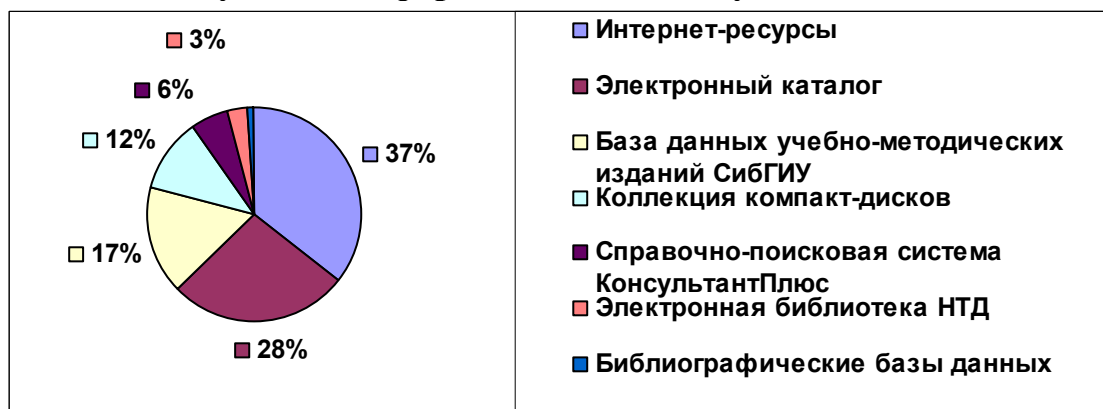 3%
6%
12%
37%
17%
28%
Интернет-ресурсы
Электронный каталог
База данных учебно-методических
изданий СибГИУ
Коллекция компакт-дисков
Справочно-поисковая система
КонсультантПлюс
Электронная библиотека НТД
Библиографические базы данных